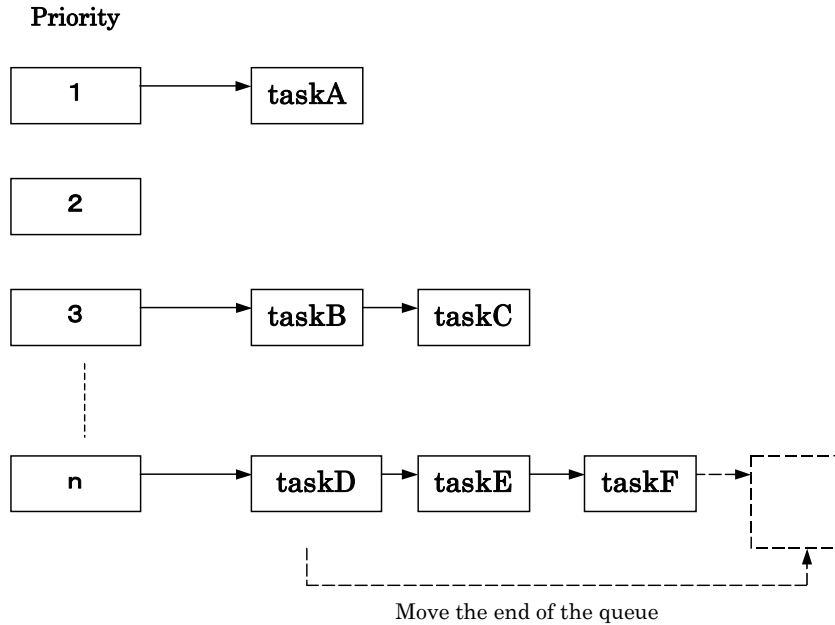 Priority
1 taskA
2
3 taskB taskC
n taskD taskE taskF
Move the end of the queue